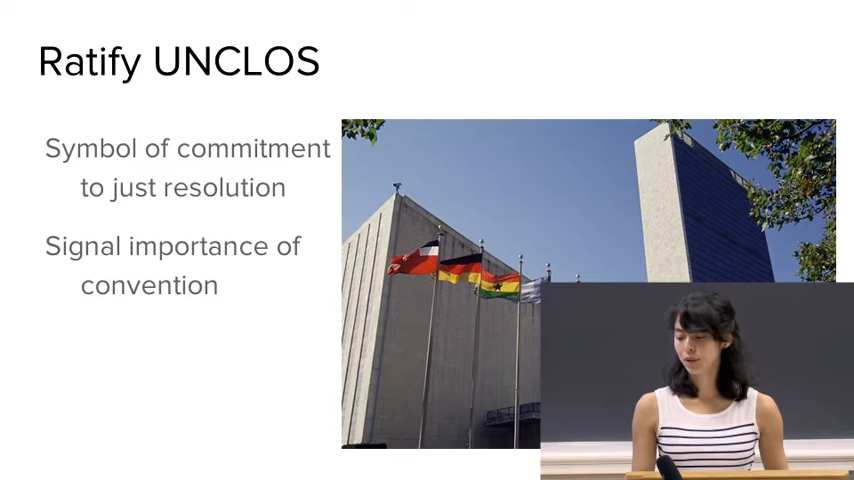 Ratify UNCLOS
Symbol of commitment
to just resolution
Signal importance of
convention